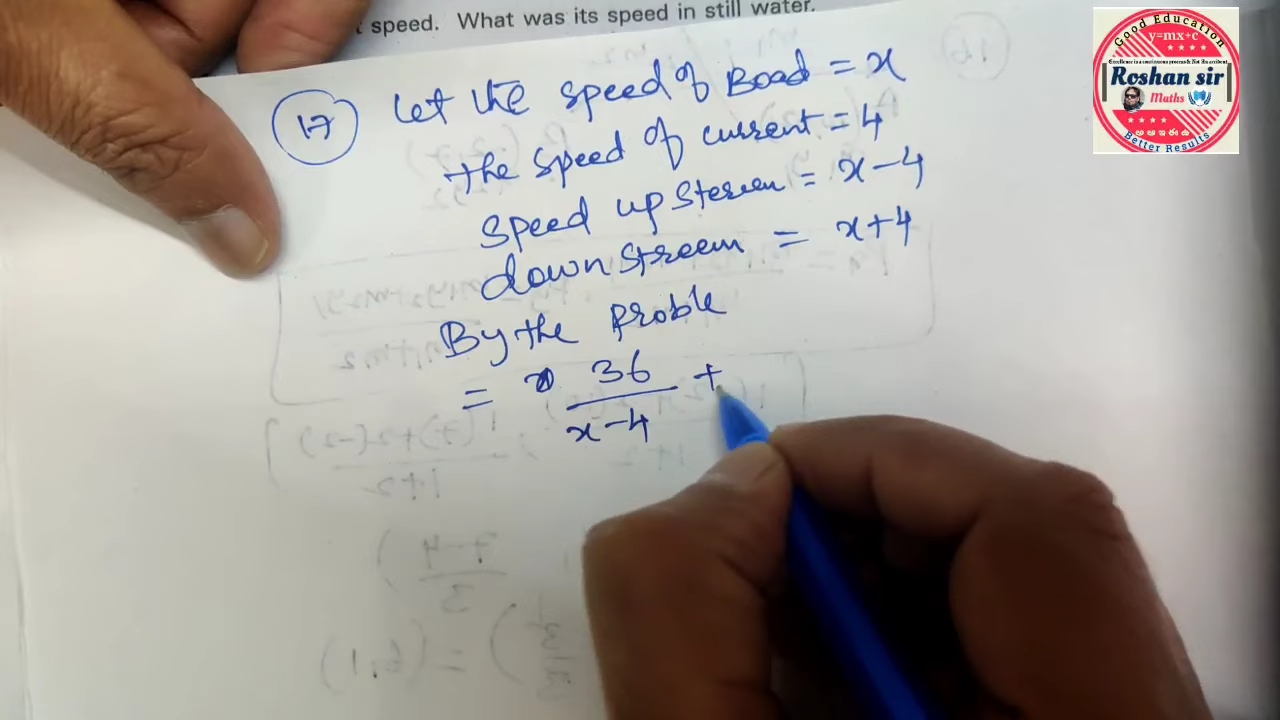 speed. What was its speed in still water.
17 Let the speed of Boad = x
the speed of current = 4
speed up stereen = x-4
down streem = x+4
By the Proble
= 36/(x-4) +
Good Education
y=mx+c
Roshan sir
Maths
Better Results